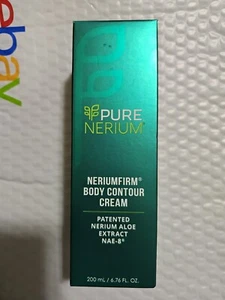 ebay
PURE
NERIUM®
NERIUMFIRM®
BODY CONTOUR
CREAM
PATENTED
NERIUM ALOE
EXTRACT
NAE-8®
200 mL / 6.76 FL. OZ.